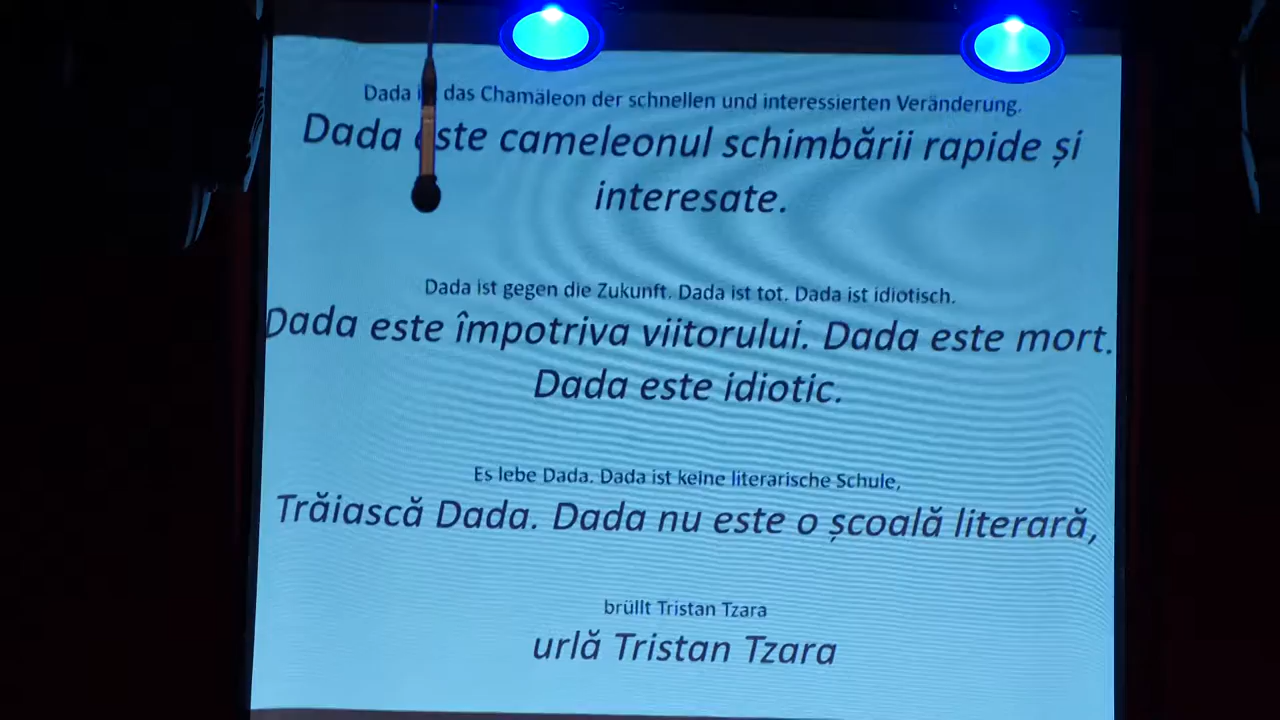 Dada das Chamäleon der schnellen und interessierten Veränderung.
Dada este cameleonul schimbării rapide și
interesate.
Dada ist gegen die Zukunft. Dada ist tot. Dada ist idiotisch.
Dada este împotriva viitorului. Dada este mort.
Dada este idiotic.
Es lebe Dada. Dada ist keine literarische Schule,
Trăiască Dada. Dada nu este o școală literară,
brüllt Tristan Tzara
urlă Tristan Tzara